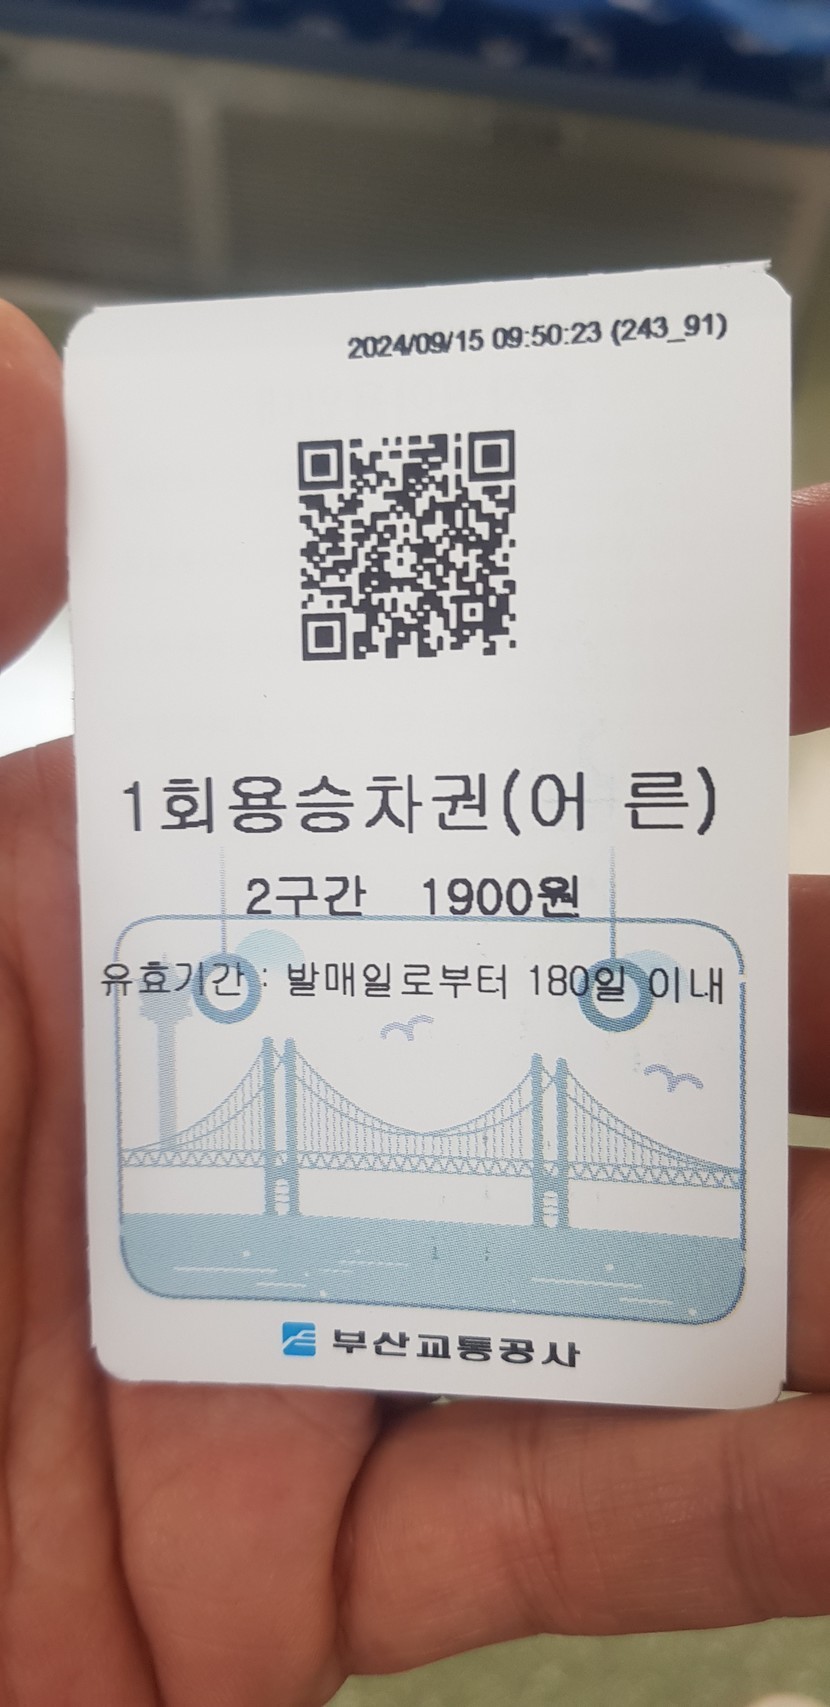 2024/09/15 09:50:23 (243_91)
1회용승차권(어 른)
2구간 1900원
유효기간 : 발매일로부터 180일 이내
부산교통공사